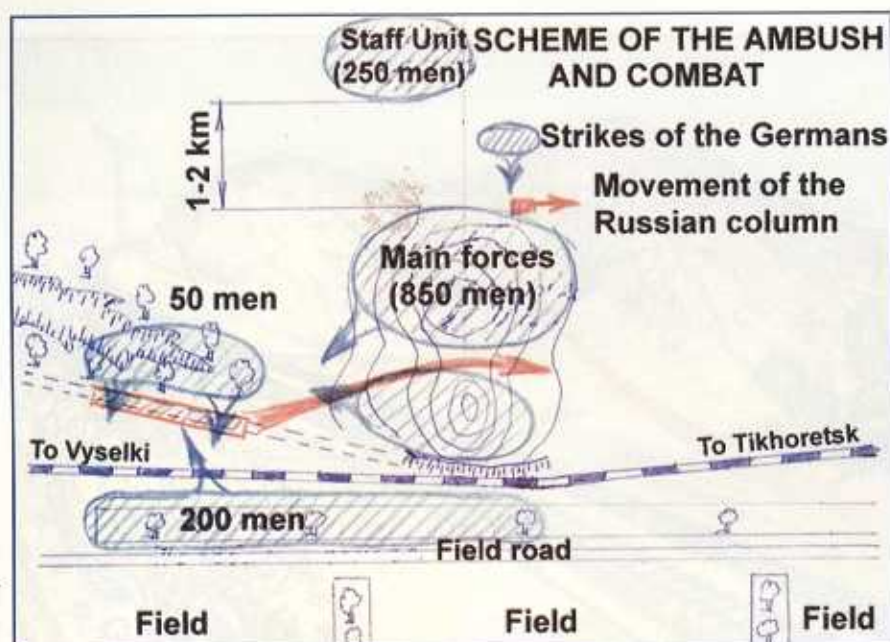 Staff Unit
(250 men)
SCHEME OF THE AMBUSH
AND COMBAT
Strikes of the Germans
1-2 km
Movement of the
Russian column
Main forces
(850 men)
50 men
To Vyselki
To Tikhoretsk
200 men
Field road
Field
Field
Field